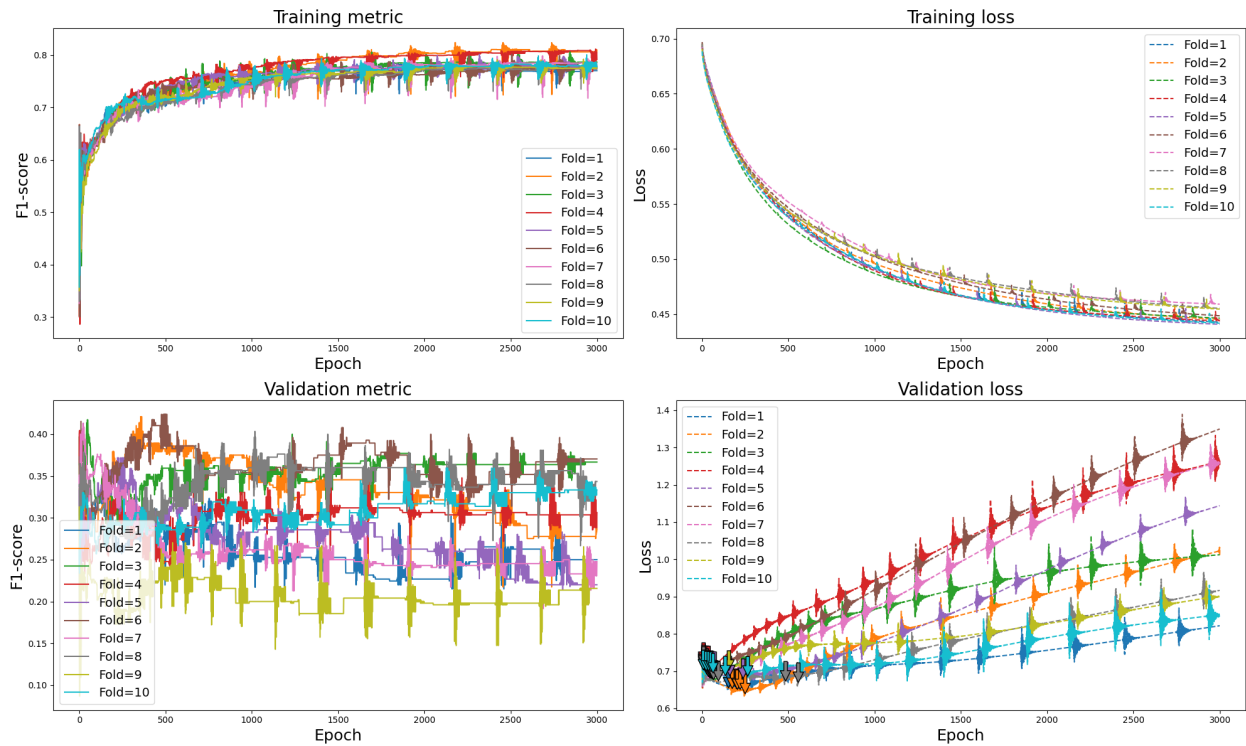 Training metric
F1-score
0.8
0.7
0.6
0.5
0.4
0.3
0
500
1000
1500
2000
2500
3000
Epoch
Fold=1
Fold=2
Fold=3
Fold=4
Fold=5
Fold=6
Fold=7
Fold=8
Fold=9
Fold=10
Training loss
Loss
0.70
0.65
0.60
0.55
0.50
0.45
0
500
1000
1500
2000
2500
3000
Epoch
Fold=1
Fold=2
Fold=3
Fold=4
Fold=5
Fold=6
Fold=7
Fold=8
Fold=9
Fold=10
Validation metric
F1-score
0.40
0.35
0.30
0.25
0.20
0.15
0.10
0
500
1000
1500
2000
2500
3000
Epoch
Fold=1
Fold=2
Fold=3
Fold=4
Fold=5
Fold=6
Fold=7
Fold=8
Fold=9
Fold=10
Validation loss
Loss
1.4
1.3
1.2
1.1
1.0
0.9
0.8
0.7
0.6
0
500
1000
1500
2000
2500
3000
Epoch
Fold=1
Fold=2
Fold=3
Fold=4
Fold=5
Fold=6
Fold=7
Fold=8
Fold=9
Fold=10